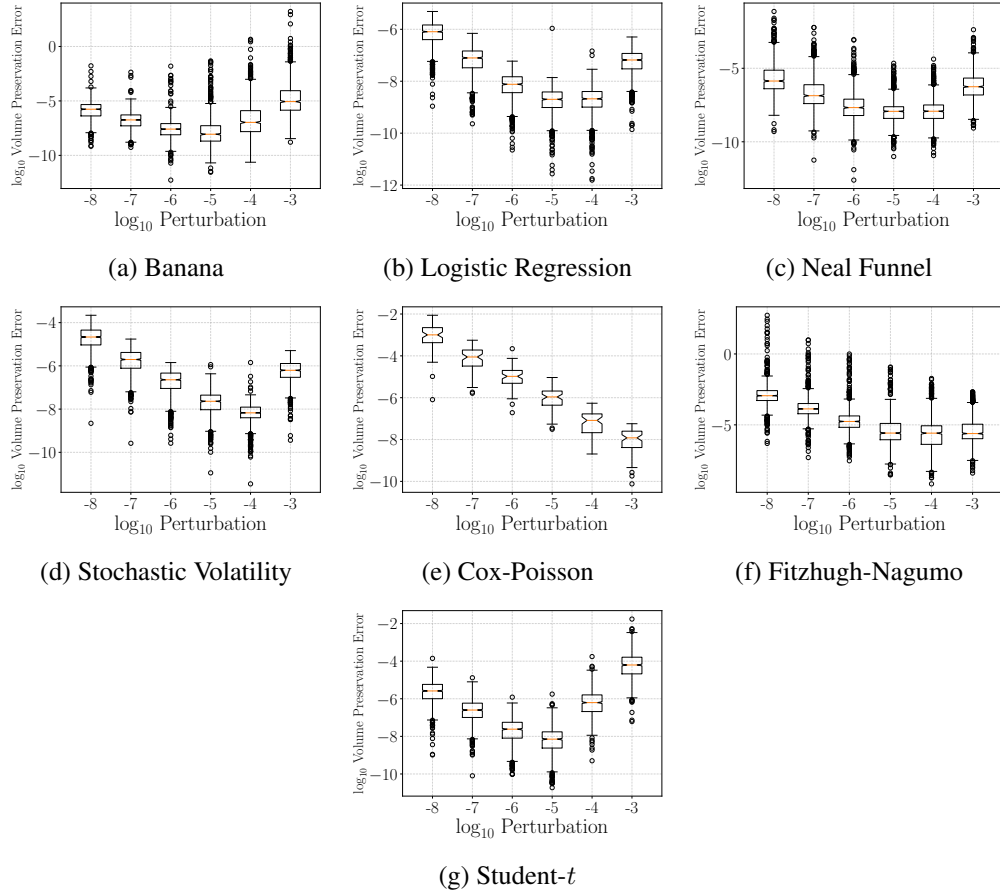 log₁₀ Volume Preservation Error
0
−5
−10
-8 -7 -6 -5 -4 -3
log₁₀ Perturbation
(a) Banana
log₁₀ Volume Preservation Error
−6
−8
−10
−12
-8 -7 -6 -5 -4 -3
log₁₀ Perturbation
(b) Logistic Regression
log₁₀ Volume Preservation Error
−5
−10
-8 -7 -6 -5 -4 -3
log₁₀ Perturbation
(c) Neal Funnel
log₁₀ Volume Preservation Error
−4
−6
−8
−10
-8 -7 -6 -5 -4 -3
log₁₀ Perturbation
(d) Stochastic Volatility
log₁₀ Volume Preservation Error
−2
−4
−6
−8
−10
-8 -7 -6 -5 -4 -3
log₁₀ Perturbation
(e) Cox-Poisson
log₁₀ Volume Preservation Error
0
−5
-8 -7 -6 -5 -4 -3
log₁₀ Perturbation
(f) Fitzhugh-Nagumo
log₁₀ Volume Preservation Error
−2
−4
−6
−8
−10
-8 -7 -6 -5 -4 -3
log₁₀ Perturbation
(g) Student-t